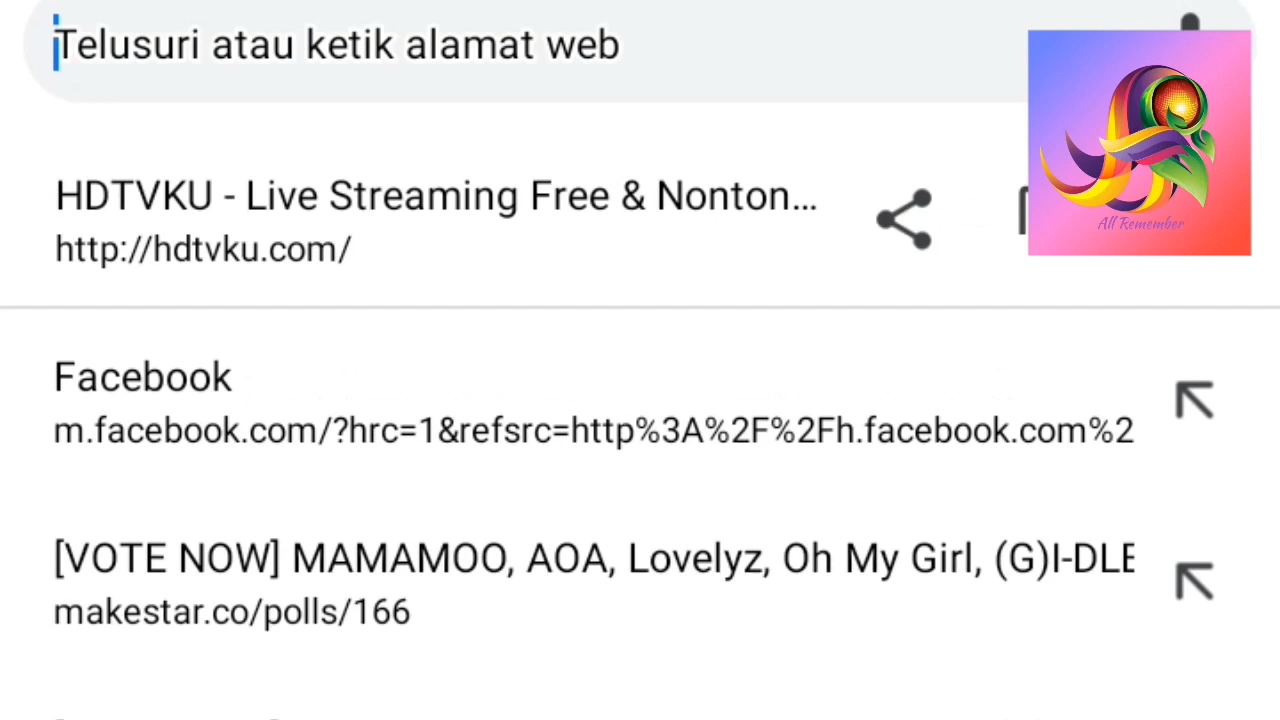 Telusuri atau ketik alamat web
All Remember
HDTVKU - Live Streaming Free & Nonton...
http://hdtvku.com/
Facebook
m.facebook.com/?hrc=1&refsrc=http%3A%2F%2Fh.facebook.com%2
[VOTE NOW] MAMAMOO, AOA, Lovelyz, Oh My Girl, (G)I-DLE
makestar.co/polls/166